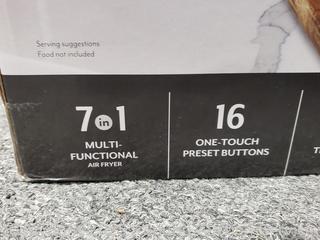 Serving suggestions
Food not included
7 in 1
MULTI-
FUNCTIONAL
AIR FRYER
16
ONE-TOUCH
PRESET BUTTONS